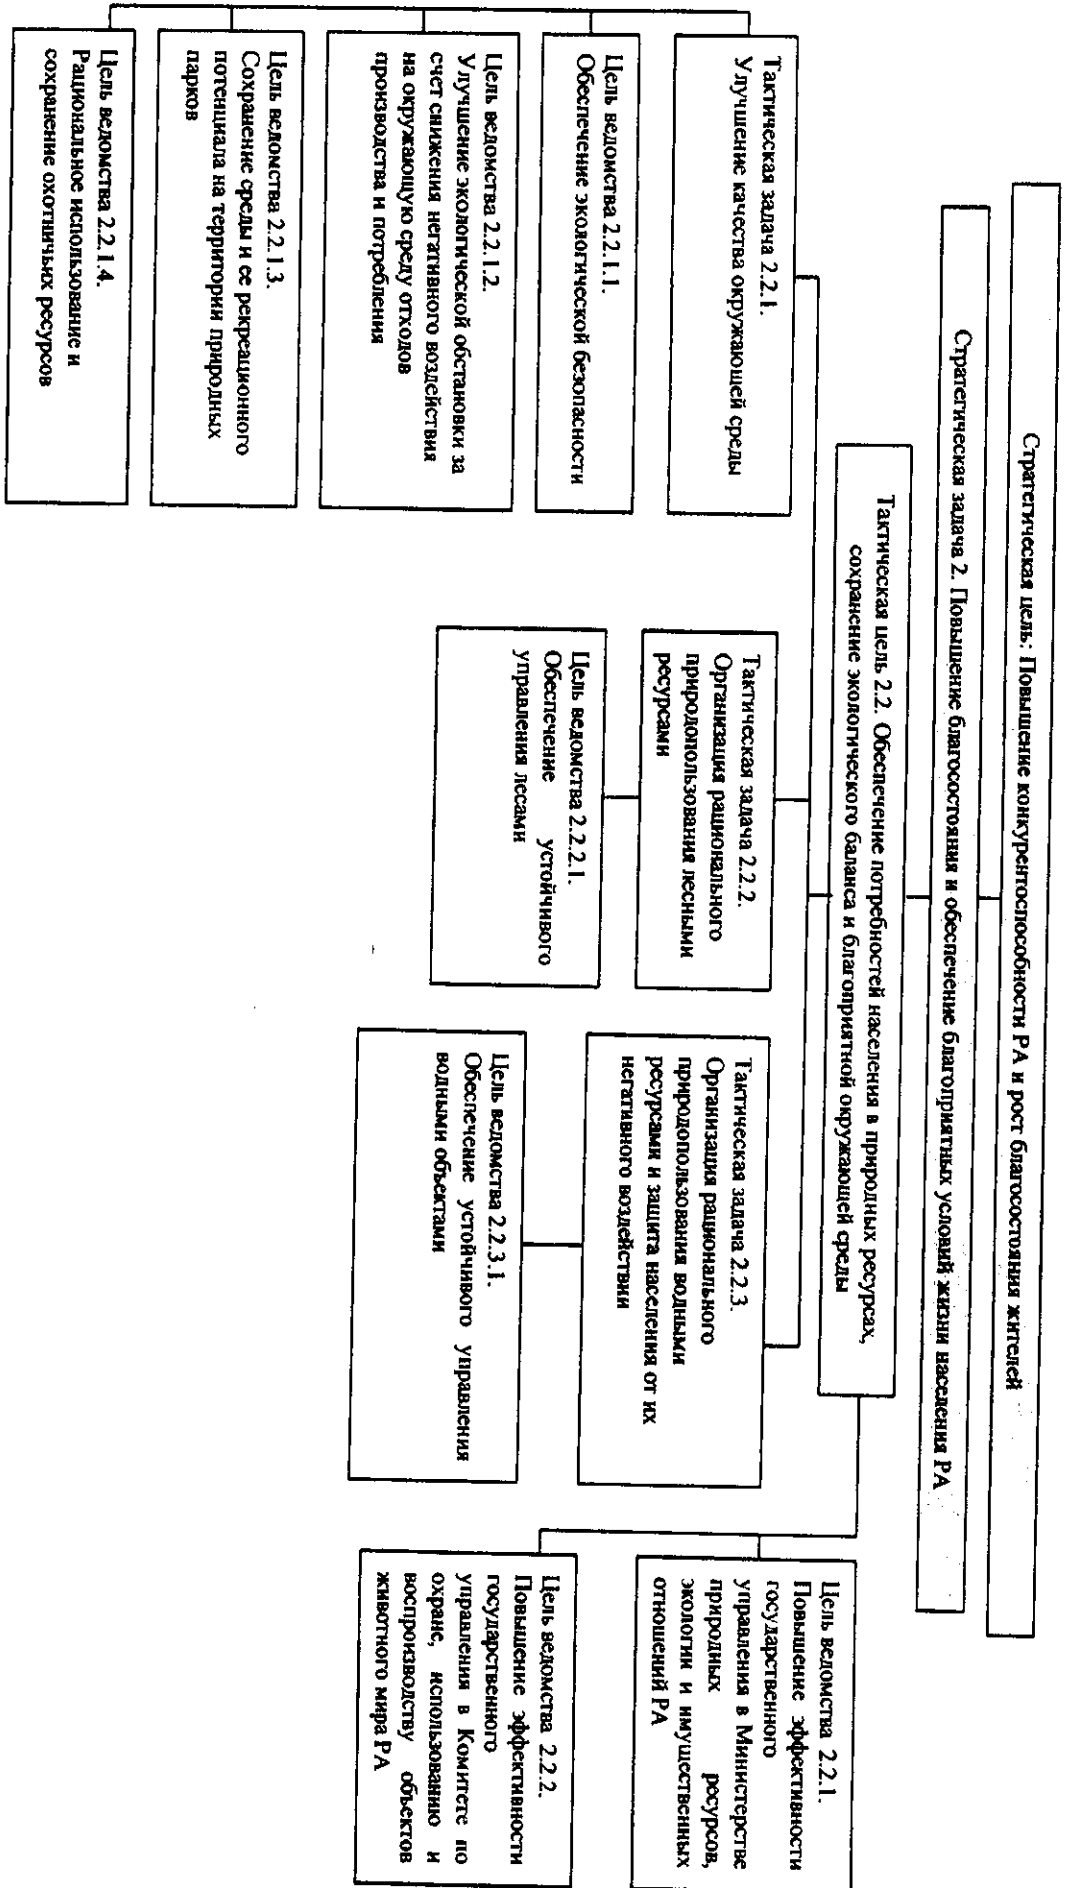 Стратегическая цель: Повышение конкурентоспособности РА и рост благосостояния жителей
Стратегическая задача 2. Повышение благосостояния и обеспечение благоприятных условий жизни населения РА
Тактическая цель 2.2. Обеспечение потребностей населения в природных ресурсах,
сохранение экологического баланса и благоприятной окружающей среды
Тактическая задача 2.2.1.
Улучшение качества окружающей среды
Цель ведомства 2.2.1.1.
Обеспечение экологической безопасности
Цель ведомства 2.2.1.2.
Улучшение экологической обстановки за
счет снижения негативного воздействия
на окружающую среду отходов
производства и потребления
Цель ведомства 2.2.1.3.
Сохранение среды и ее рекреационного
потенциала на территории природных
парков
Цель ведомства 2.2.1.4.
Рациональное использование и
сохранение охотничьих ресурсов
Тактическая задача 2.2.2.
Организация рационального
природопользования лесными
ресурсами
Цель ведомства 2.2.2.1.
Обеспечение устойчивого
управления лесами
Тактическая задача 2.2.3.
Организация рационального
природопользования водными
ресурсами и защита населения от их
негативного воздействии
Цель ведомства 2.2.3.1.
Обеспечение устойчивого управления
водными объектами
Цель ведомства 2.2.1.
Повышение эффективности
государственного
управления в Министерстве
природных ресурсов,
экологии и имущественных
отношений РА
Цель ведомства 2.2.2.
Повышение эффективности
государственного
управления в Комитете по
охране, использованию и
воспроизводству объектов
животного мира РА